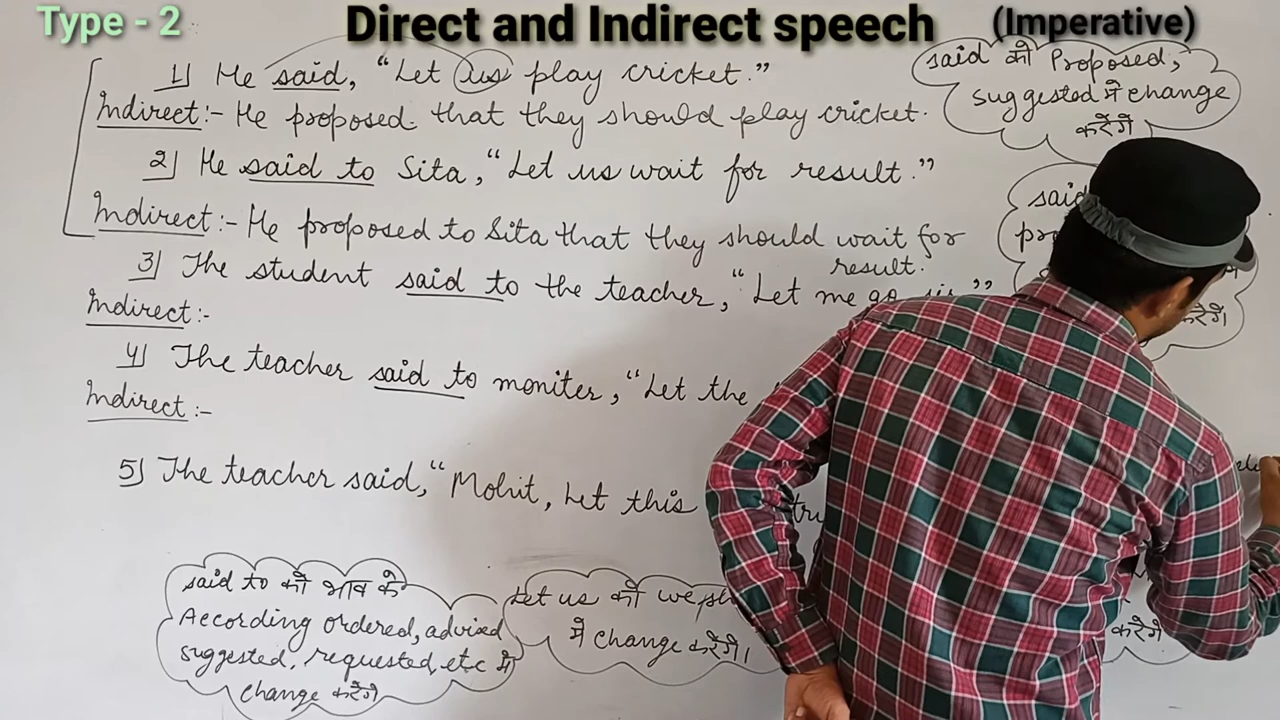 Type - 2
Direct and Indirect speech
(Imperative)
1) He said, "Let us play cricket."
Indirect:- He proposed that they should play cricket.
2) He said to Sita, "Let us wait for result."
Indirect:- He proposed to Sita that they should wait for
result.
3) The student said to the teacher, "Let me go sir."
Indirect:-
4) The teacher said to moniter, "Let the
Indirect:-
5) The teacher said, "Mohit, Let this
said को Proposed,
suggested में change
करेंगे
said
करेंगे
said to को भाव के
According ordered, advised
suggested, requested, etc में
change करेंगे
Let us को we
में change करेंगे।
करेंगे